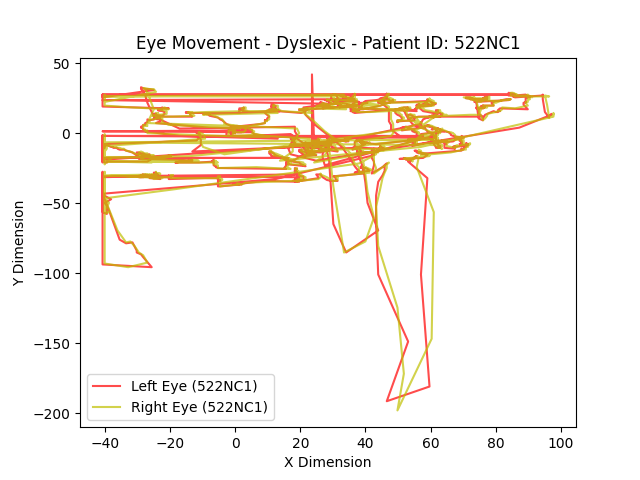 Eye Movement - Dyslexic - Patient ID: 522NC1
50
0
−50
−100
−150
−200
Y Dimension
−40 −20 0 20 40 60 80 100
X Dimension
Left Eye (522NC1)
Right Eye (522NC1)